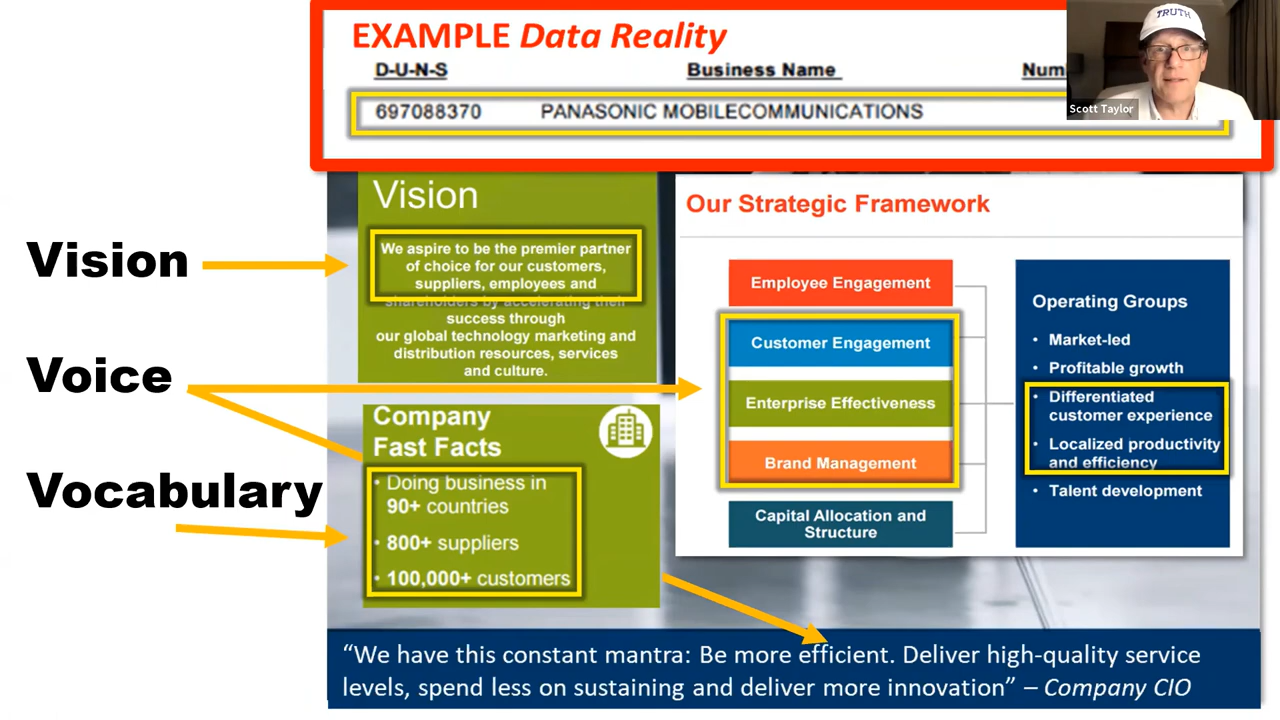 EXAMPLE Data Reality
D-U-N-S Business Name
697088370 PANASONIC MOBILECOMMUNICATIONS
TRUTH
Scott Taylor
Vision
Voice
Vocabulary
Vision
We aspire to be the premier partner
of choice for our customers,
suppliers, employees and
shareholders by accelerating their
success through
our global technology marketing and
distribution resources, services
and culture.
Company
Fast Facts
• Doing business in
90+ countries
• 800+ suppliers
• 100,000+ customers
Our Strategic Framework
Employee Engagement
Customer Engagement
Enterprise Effectiveness
Brand Management
Capital Allocation and
Structure
Operating Groups
• Market-led
• Profitable growth
• Differentiated
customer experience
• Localized productivity
and efficiency
• Talent development
“We have this constant mantra: Be more efficient. Deliver high-quality service
levels, spend less on sustaining and deliver more innovation” – Company CIO